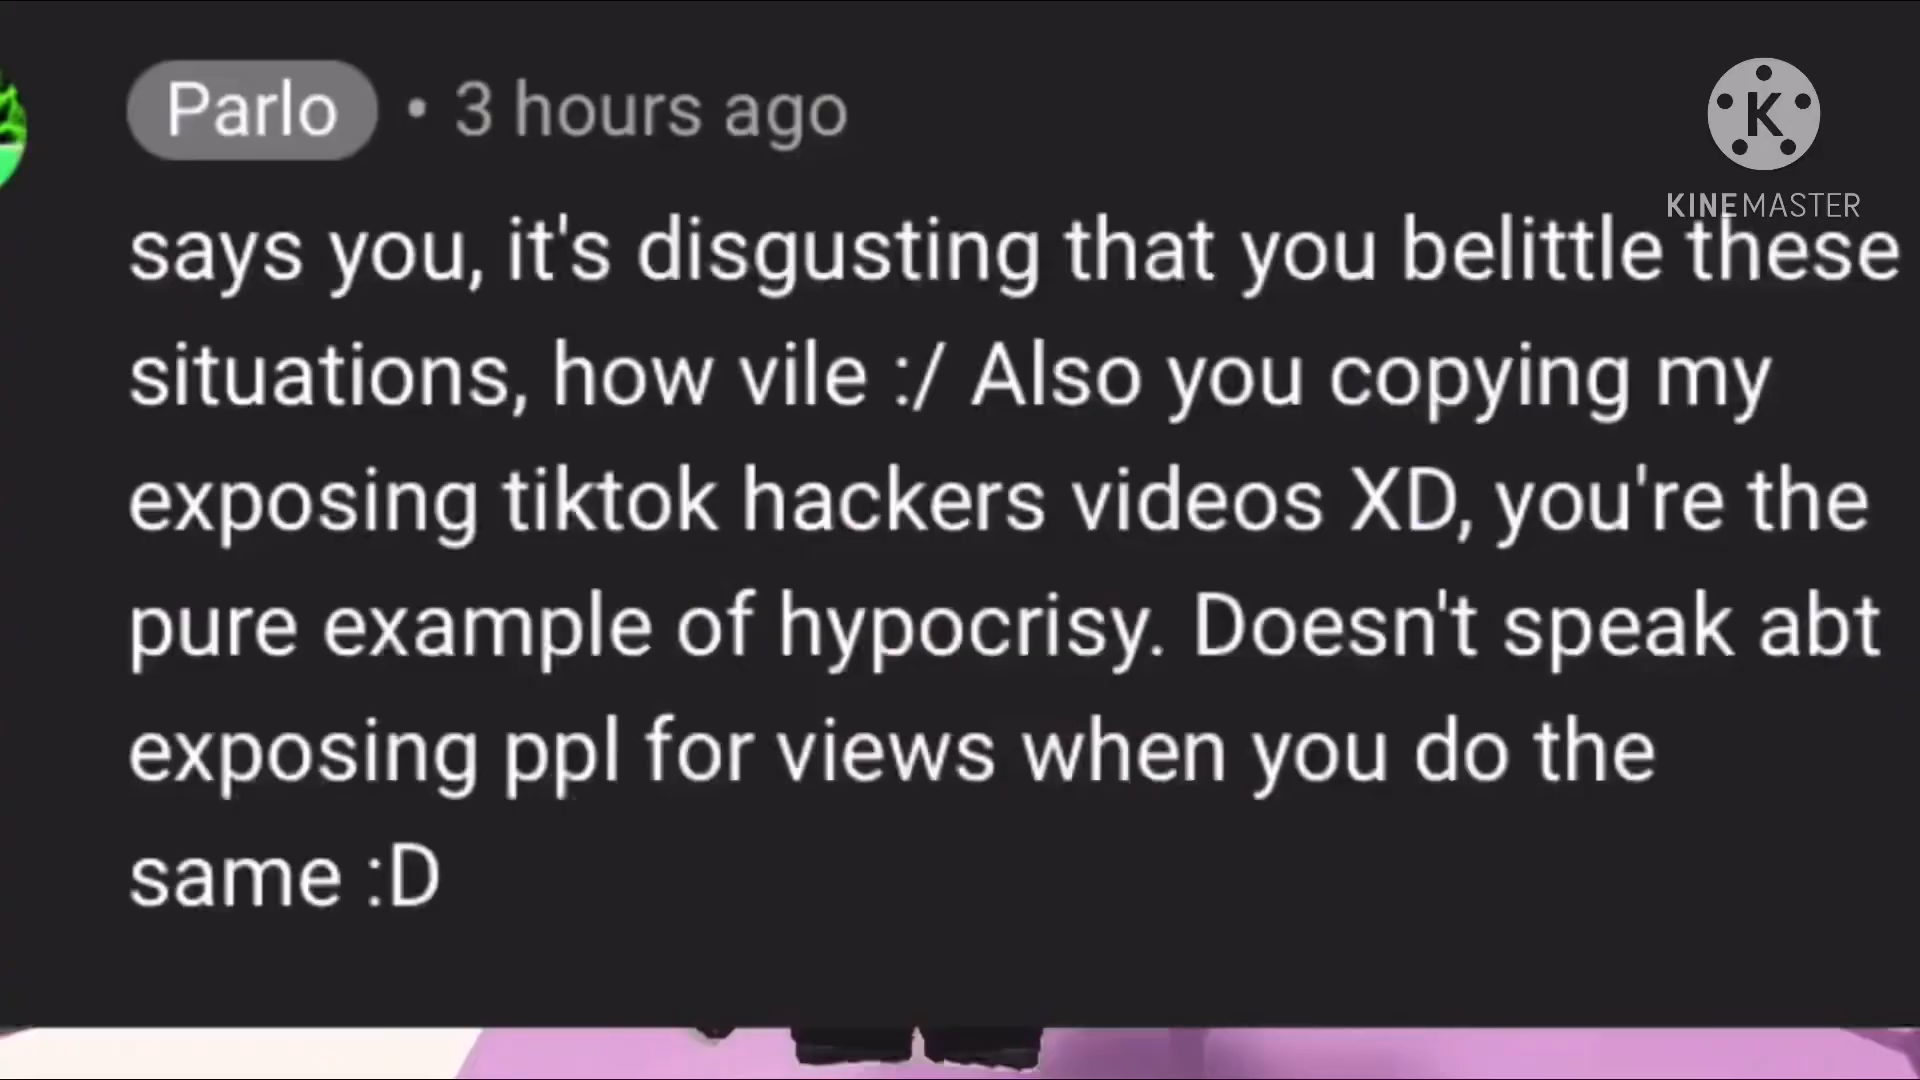 Parlo • 3 hours ago
K
KINEMASTER
says you, it's disgusting that you belittle these
situations, how vile :/ Also you copying my
exposing tiktok hackers videos XD, you're the
pure example of hypocrisy. Doesn't speak abt
exposing ppl for views when you do the
same :D